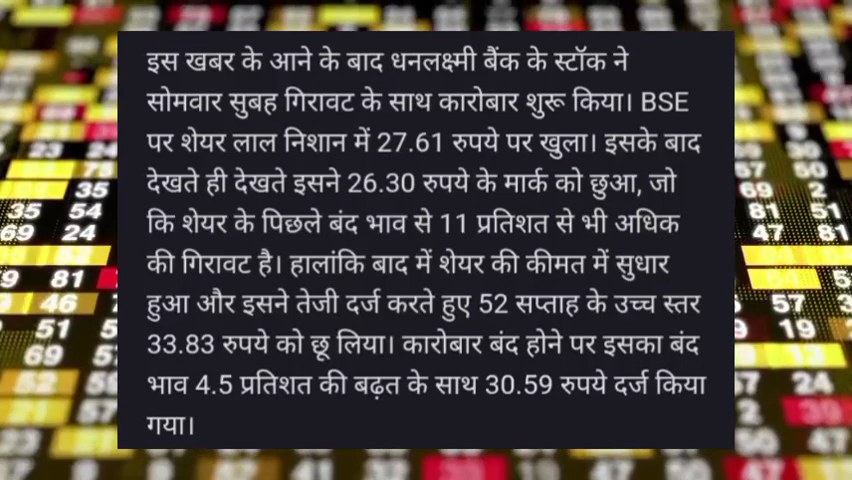 इस खबर के आने के बाद धनलक्ष्मी बैंक के स्टॉक ने
सोमवार सुबह गिरावट के साथ कारोबार शुरू किया। BSE
पर शेयर लाल निशान में 27.61 रुपये पर खुला। इसके बाद
देखते ही देखते इसने 26.30 रुपये के मार्क को छुआ, जो
कि शेयर के पिछले बंद भाव से 11 प्रतिशत से भी अधिक
की गिरावट है। हालांकि बाद में शेयर की कीमत में सुधार
हुआ और इसने तेजी दर्ज करते हुए 52 सप्ताह के उच्च स्तर
33.83 रुपये को छू लिया। कारोबार बंद होने पर इसका बंद
भाव 4.5 प्रतिशत की बढ़त के साथ 30.59 रुपये दर्ज किया
गया।